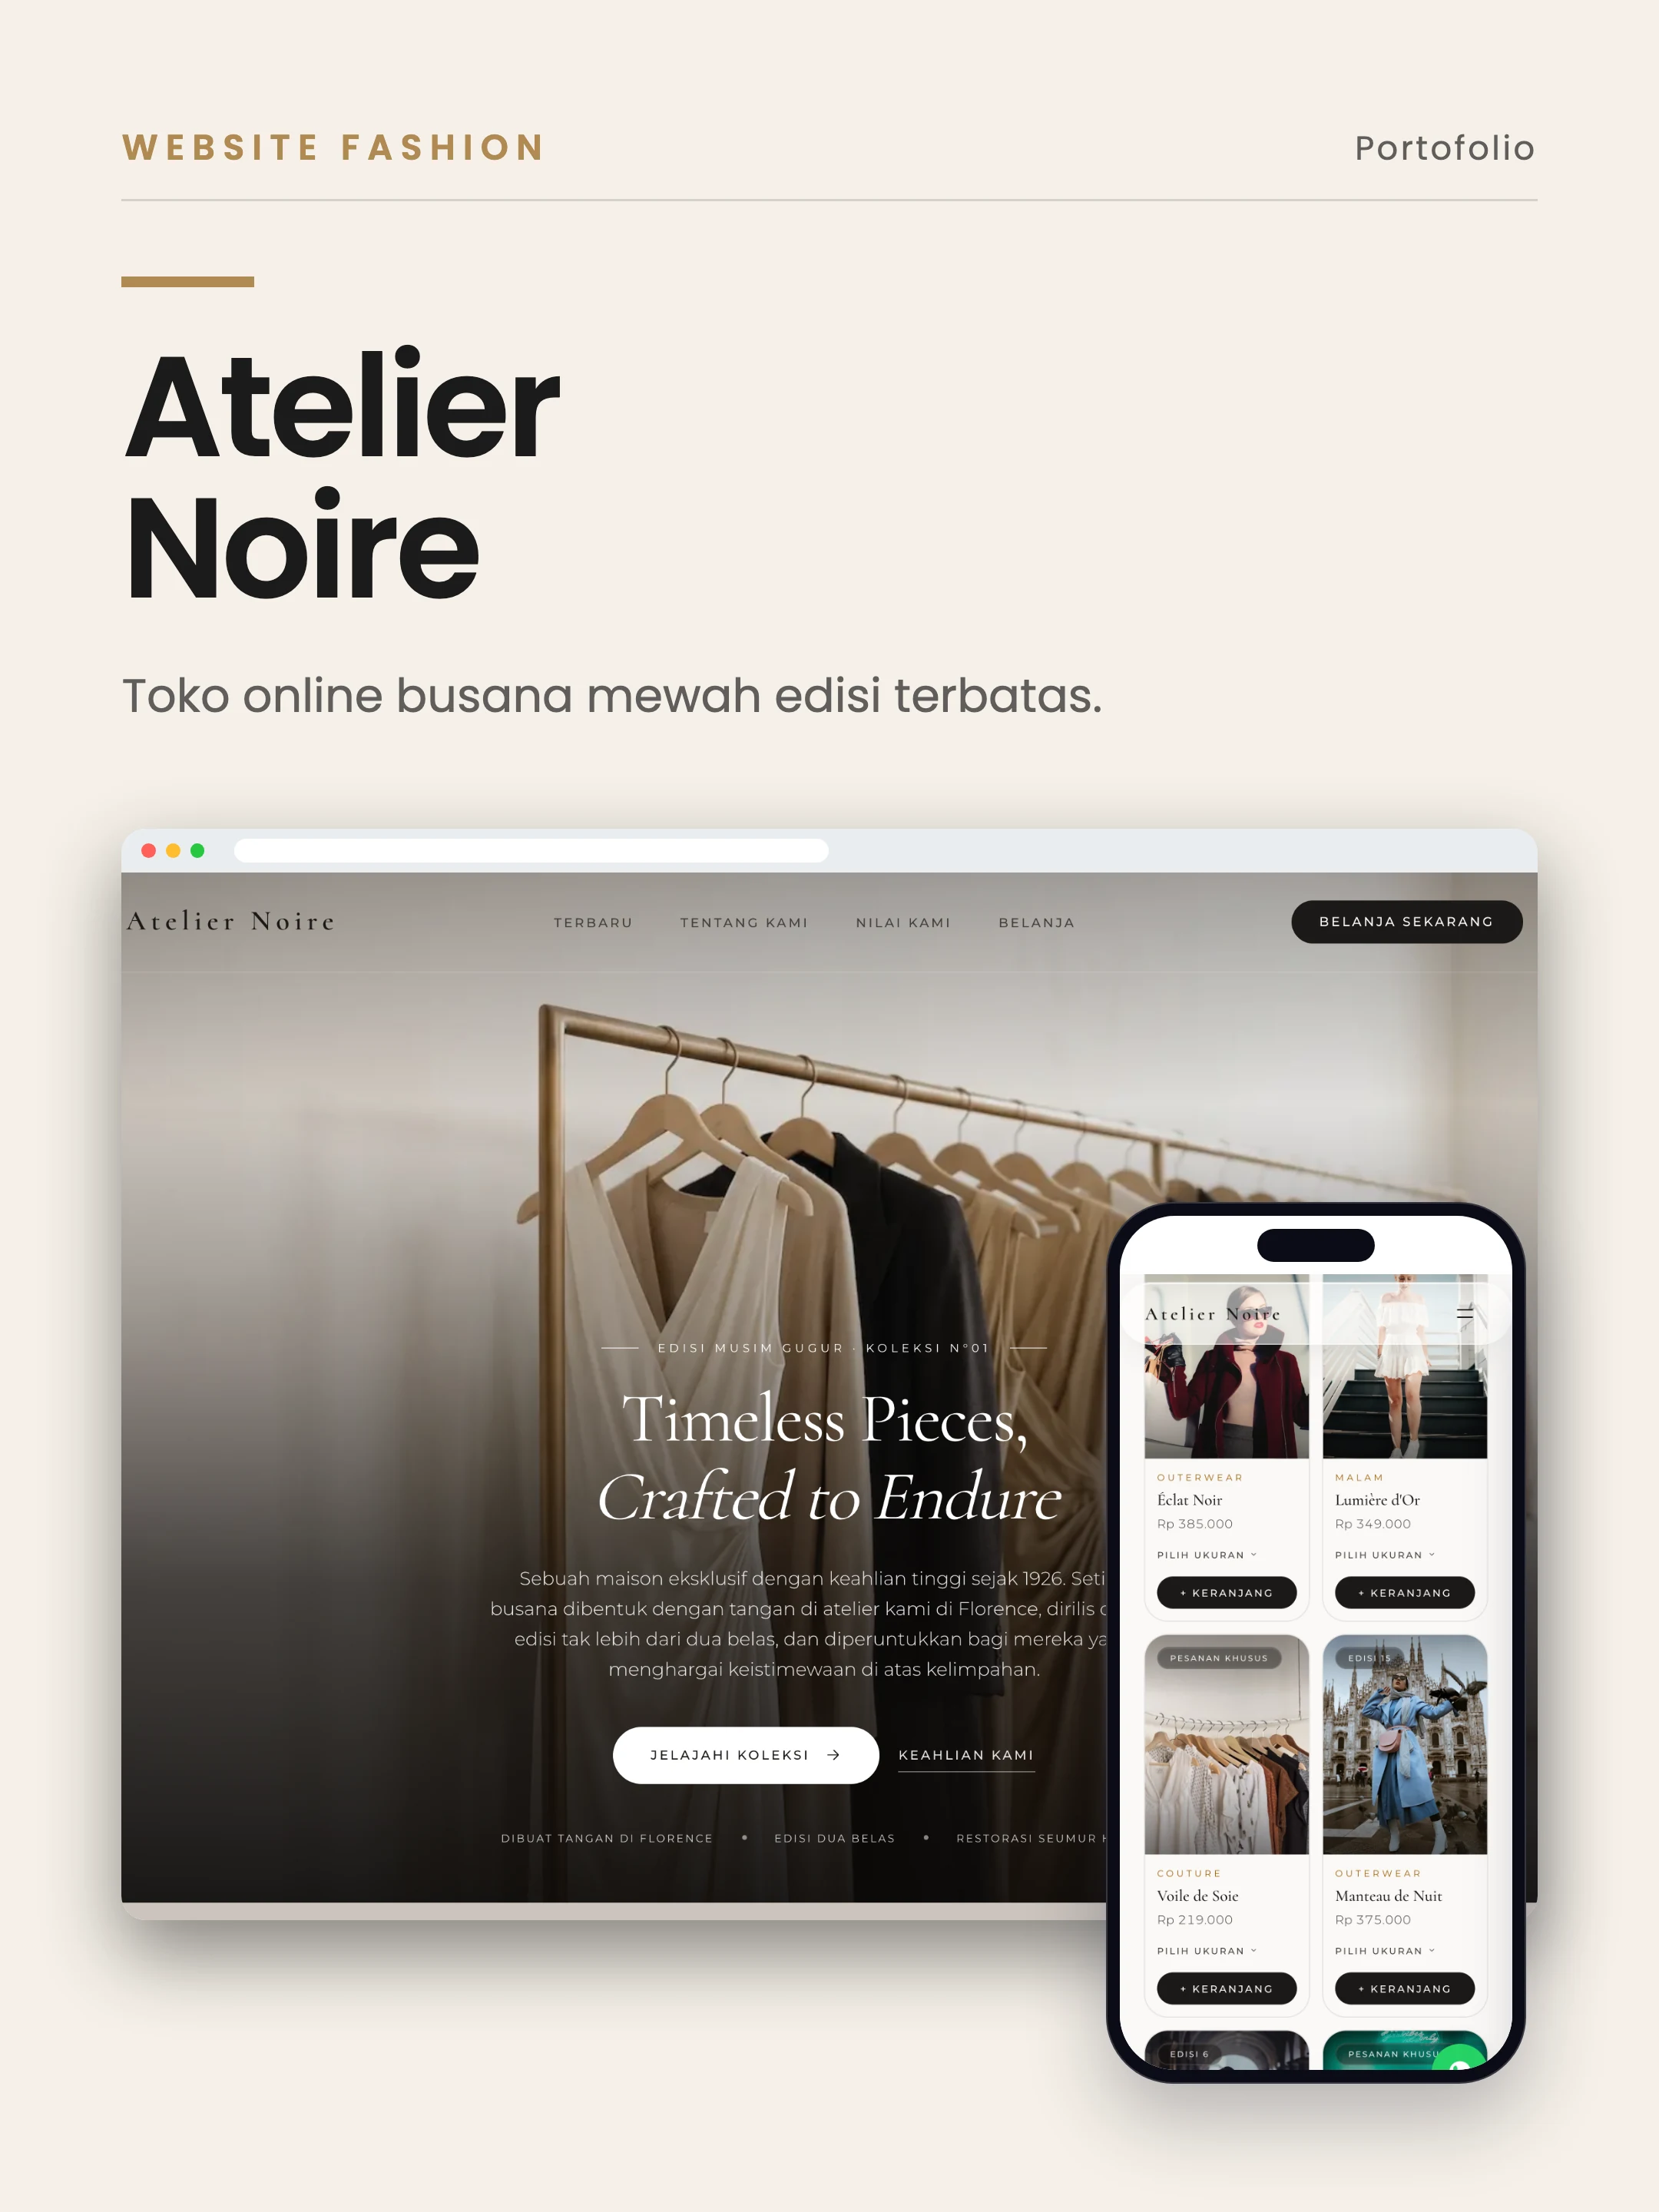 WEBSITE FASHION
Portofolio
Atelier
Noire
Toko online busana mewah edisi terbatas.
Atelier Noire
TERBARU
TENTANG KAMI
NILAI KAMI
BELANJA
BELANJA SEKARANG
EDISI MUSIM GUGUR · KOLEKSI N°01
Timeless Pieces,
Crafted to Endure
Sebuah maison eksklusif dengan keahlian tinggi sejak 1926.
busana dibentuk dengan tangan di atelier kami di Florence, dirilis
edisi tak lebih dari dua belas, dan diperuntukkan bagi mereka
menghargai keistimewaan di atas kelimpahan.
JELAJAHI KOLEKSI →
KEAHLIAN KAMI
DIBUAT TANGAN DI FLORENCE • EDISI DUA BELAS • RESTORASI SEUMUR
Atelier Noire
OUTERWEAR
Éclat Noir
Rp 385.000
PILIH UKURAN
+ KERANJANG
MALAM
Lumière d'Or
Rp 349.000
PILIH UKURAN
+ KERANJANG
PESANAN KHUSUS
COUTURE
Voile de Soie
Rp 219.000
PILIH UKURAN
+ KERANJANG
EDISI 15
OUTERWEAR
Manteau de Nuit
Rp 375.000
PILIH UKURAN
+ KERANJANG
EDISI 6
PESANAN